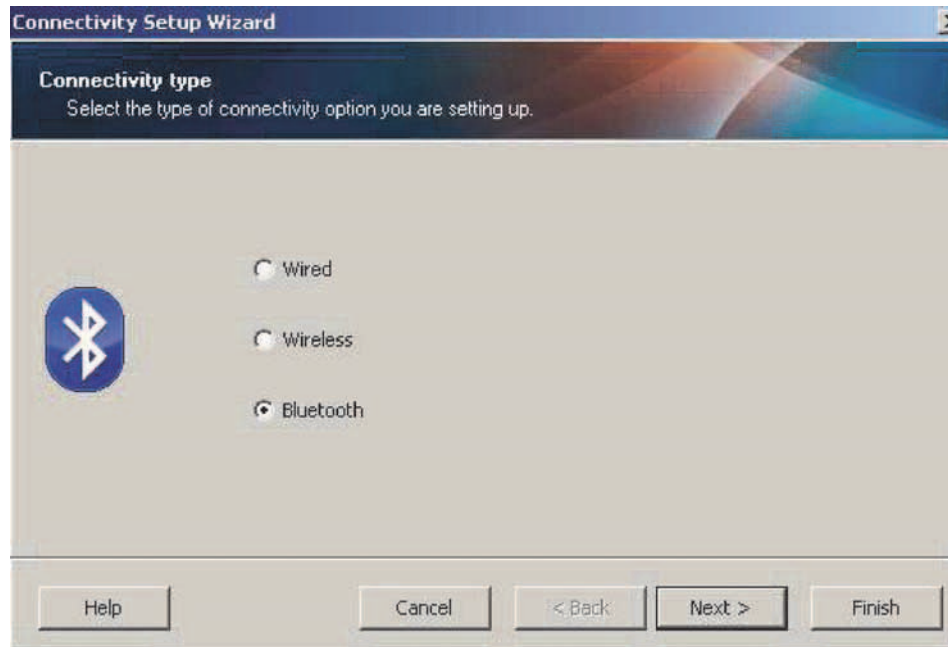 Connectivity Setup Wizard
Connectivity type
Select the type of connectivity option you are setting up.
Wired
Wireless
Bluetooth
Help
Cancel
< Back
Next >
Finish